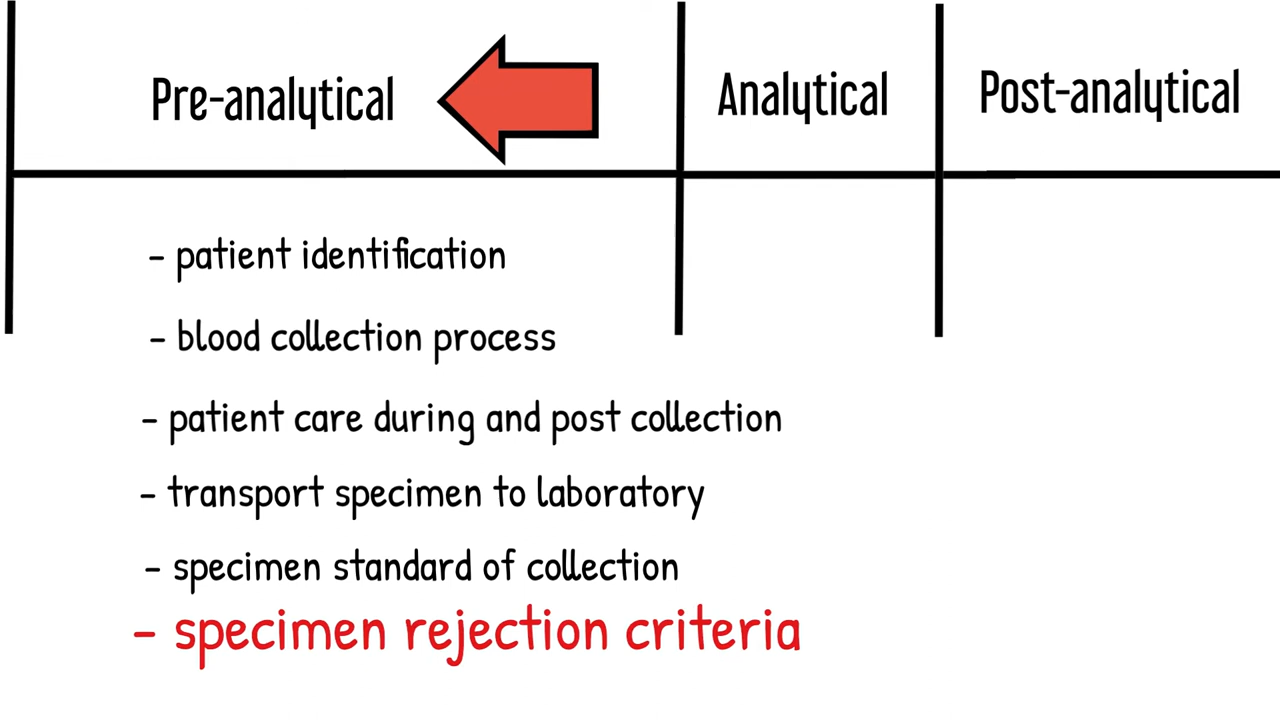 Pre-analytical
Analytical
Post-analytical
- patient identification
- blood collection process
- patient care during and post collection
- transport specimen to laboratory
- specimen standard of collection
- specimen rejection criteria